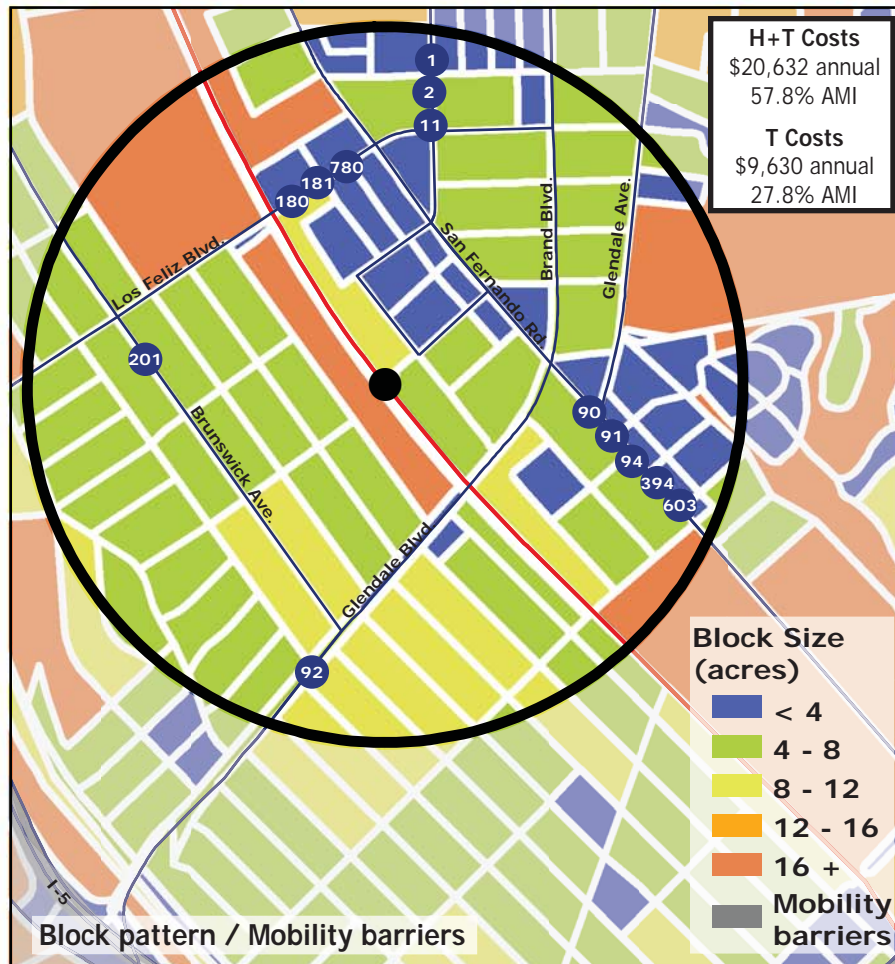 H+T Costs
$20,632 annual
57.8% AMI
T Costs
$9,630 annual
27.8% AMI
1
2
11
780
181
180
Los Feliz Blvd.
San Fernando Rd.
Brand Blvd.
Glendale Ave.
201
Brunswick Ave.
90
91
94
394
603
Glendale Blvd.
92
I-5
Block Size
(acres)
< 4
4 - 8
8 - 12
12 - 16
16 +
Mobility
barriers
Block pattern / Mobility barriers